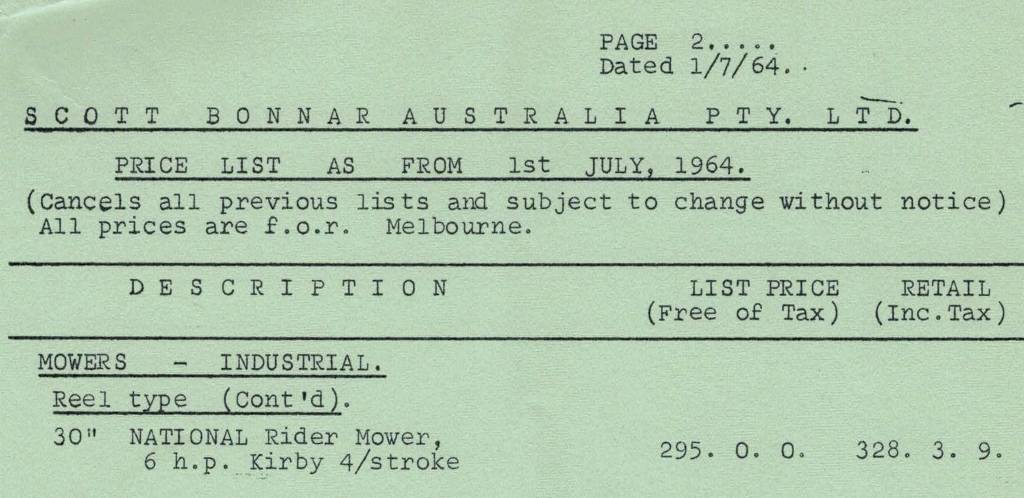 PAGE 2.....
Dated 1/7/64..
SCOTT BONNAR AUSTRALIA PTY. LTD.
PRICE LIST AS FROM 1st JULY, 1964.
(Cancels all previous lists and subject to change without notice)
All prices are f.o.r. Melbourne.
DESCRIPTION LIST PRICE RETAIL
(Free of Tax) (Inc.Tax)
MOWERS - INDUSTRIAL.
Reel type (Cont'd).
30" NATIONAL Rider Mower,
6 h.p. Kirby 4/stroke 295. 0. 0. 328. 3. 9.